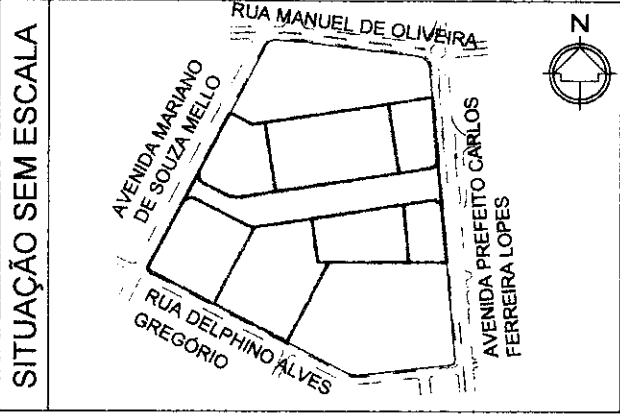 SITUAÇÃO SEM ESCALA
RUA MANUEL DE OLIVEIRA
N
AVENIDA MARIANO
DE SOUZA MELLO
AVENIDA PREFEITO CARLOS
FERREIRA LOPES
RUA DELPHINO ALVES
GREGÓRIO